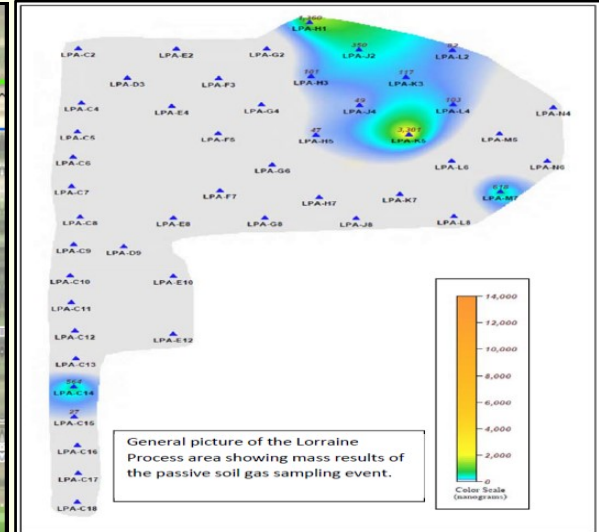 LPA-H1
LPA-C2 LPA-E2 LPA-G2 350 LPA-J2 LPA-L2
LPA-D3 LPA-F3 LPA-H3 117 LPA-K3
LPA-C4 LPA-E4 LPA-G4 49 LPA-J4 103 LPA-L4 LPA-N4
LPA-C5 LPA-F5 47 LPA-H5 3,301 LPA-K5 LPA-M5
LPA-C6 LPA-G6 LPA-L6 LPA-N6
LPA-C7 LPA-F7 LPA-H7 LPA-K7 618 LPA-M7
LPA-C8 LPA-E8 LPA-G8 LPA-J8 LPA-L8
LPA-C9 LPA-D9
LPA-C10 LPA-E10
LPA-C11
LPA-C12 LPA-E12
LPA-C13
564
LPA-C14
27
LPA-C15
LPA-C16
LPA-C17
LPA-C18
General picture of the Lorraine
Process area showing mass results of
the passive soil gas sampling event.
14,000
12,000
10,000
8,000
6,000
4,000
2,000
0
Color Scale
(nanograms)